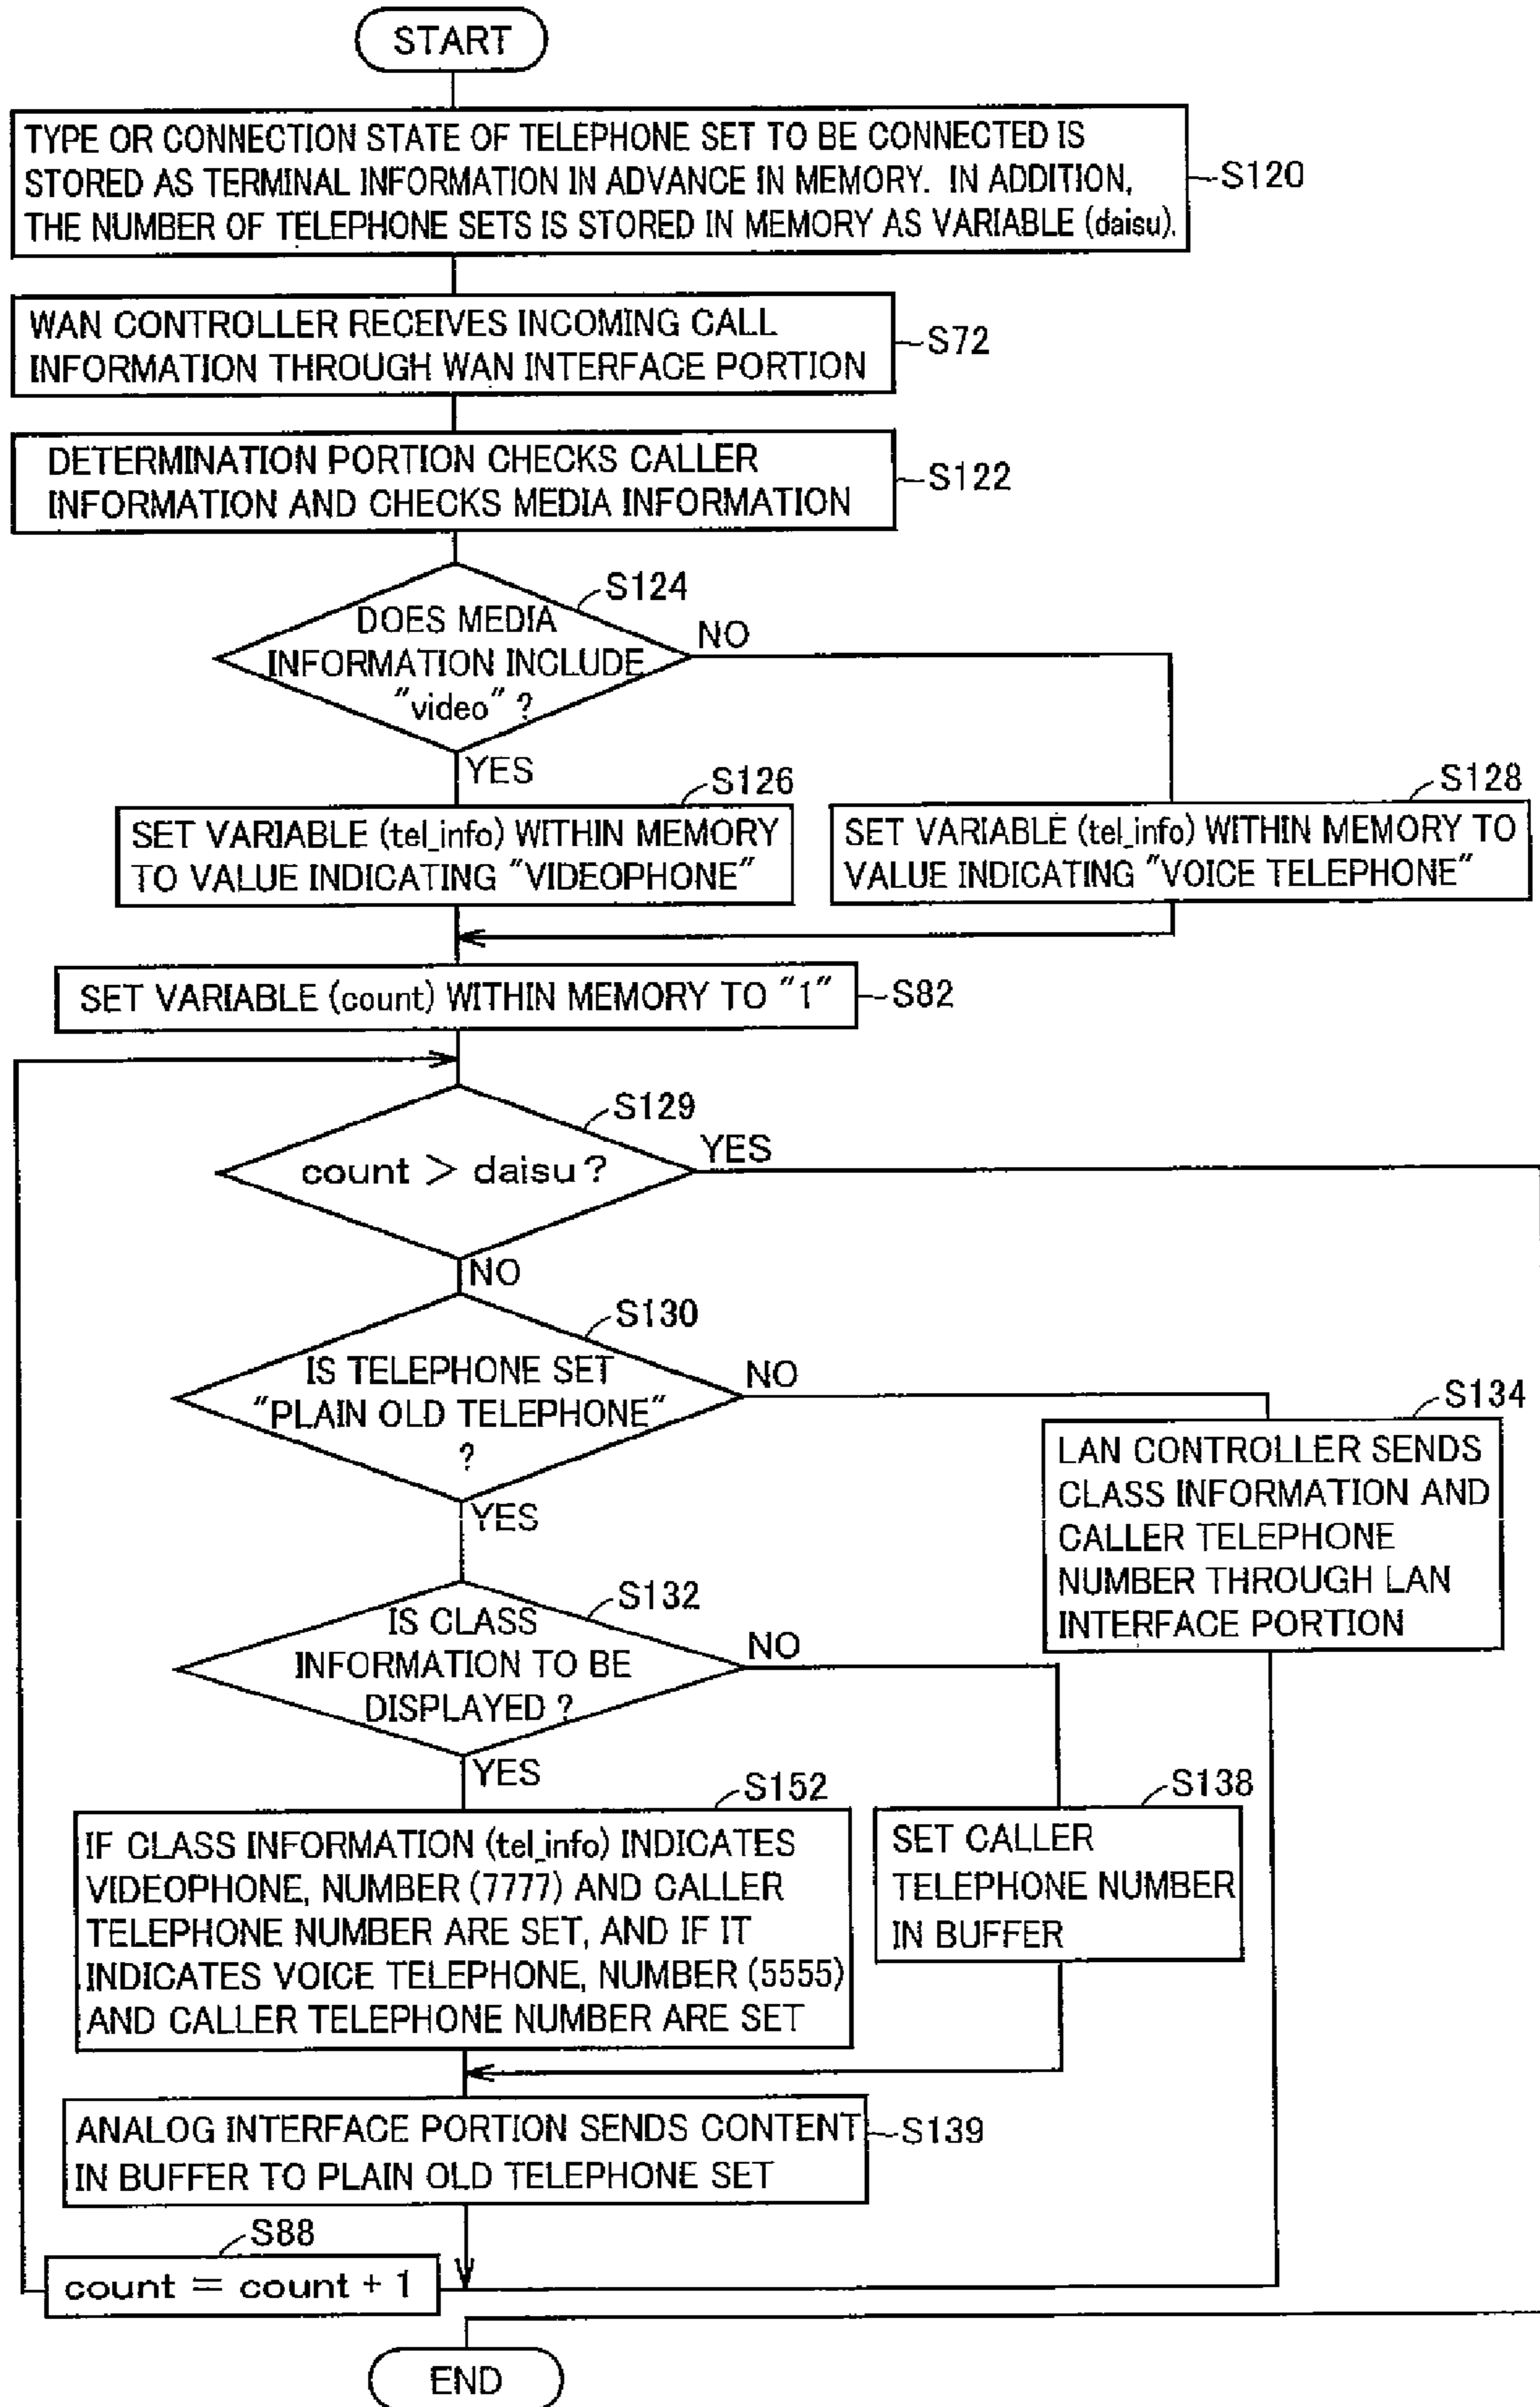 START
TYPE OR CONNECTION STATE OF TELEPHONE SET TO BE CONNECTED IS
STORED AS TERMINAL INFORMATION IN ADVANCE IN MEMORY. IN ADDITION,
THE NUMBER OF TELEPHONE SETS IS STORED IN MEMORY AS VARIABLE (daisu).
S120
WAN CONTROLLER RECEIVES INCOMING CALL
INFORMATION THROUGH WAN INTERFACE PORTION
S72
DETERMINATION PORTION CHECKS CALLER
INFORMATION AND CHECKS MEDIA INFORMATION
S122
S124
DOES MEDIA
INFORMATION INCLUDE
"video" ?
NO
YES
S126
SET VARIABLE (tel_info) WITHIN MEMORY
TO VALUE INDICATING "VIDEOPHONE"
S128
SET VARIABLE (tel_info) WITHIN MEMORY TO
VALUE INDICATING "VOICE TELEPHONE"
SET VARIABLE (count) WITHIN MEMORY TO "1"
S82
S129
count > daisu ?
YES
NO
S130
IS TELEPHONE SET
"PLAIN OLD TELEPHONE"
?
NO
YES
S134
LAN CONTROLLER SENDS
CLASS INFORMATION AND
CALLER TELEPHONE
NUMBER THROUGH LAN
INTERFACE PORTION
S132
IS CLASS
INFORMATION TO BE
DISPLAYED ?
NO
YES
S152
IF CLASS INFORMATION (tel_info) INDICATES
VIDEOPHONE, NUMBER (7777) AND CALLER
TELEPHONE NUMBER ARE SET, AND IF IT
INDICATES VOICE TELEPHONE, NUMBER (5555)
AND CALLER TELEPHONE NUMBER ARE SET
S138
SET CALLER
TELEPHONE NUMBER
IN BUFFER
ANALOG INTERFACE PORTION SENDS CONTENT
IN BUFFER TO PLAIN OLD TELEPHONE SET
S139
S88
count = count + 1
END